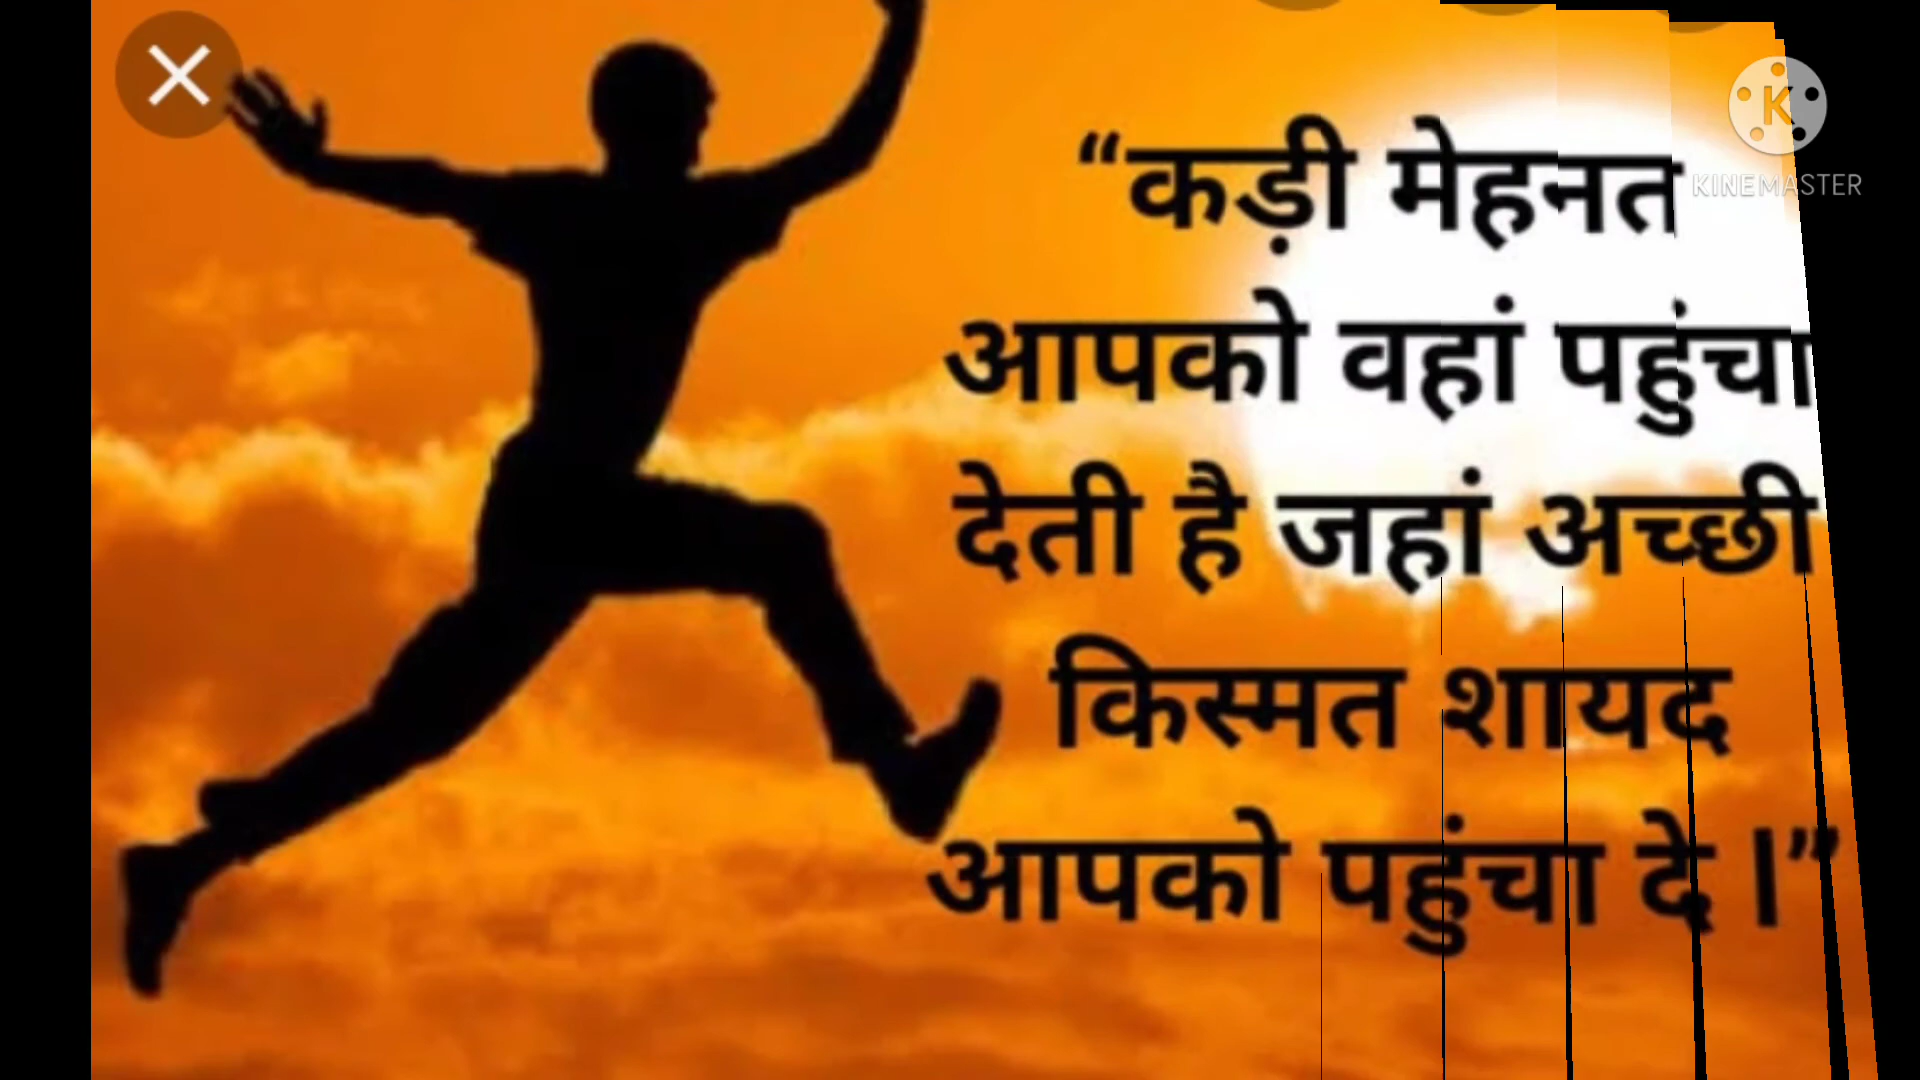 “कड़ी मेहनत
आपको वहां पहुंचा
देती है जहां अच्छी
किस्मत शायद
आपको पहुंचा दे।”
K
KINEMASTER